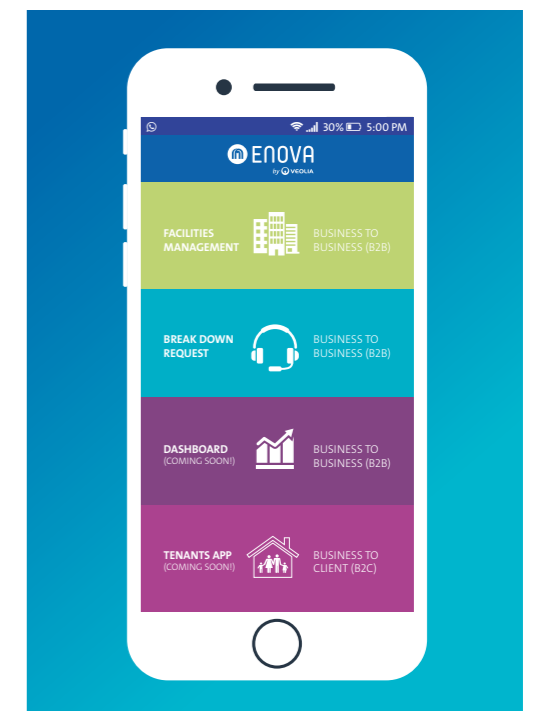 30% 5:00 PM
ENOVA
by VEOLIA
FACILITIES
MANAGEMENT
BUSINESS TO
BUSINESS (B2B)
BREAK DOWN
REQUEST
BUSINESS TO
BUSINESS (B2B)
DASHBOARD
(COMING SOON!)
BUSINESS TO
BUSINESS (B2B)
TENANTS APP
(COMING SOON!)
BUSINESS TO
CLIENT (B2C)